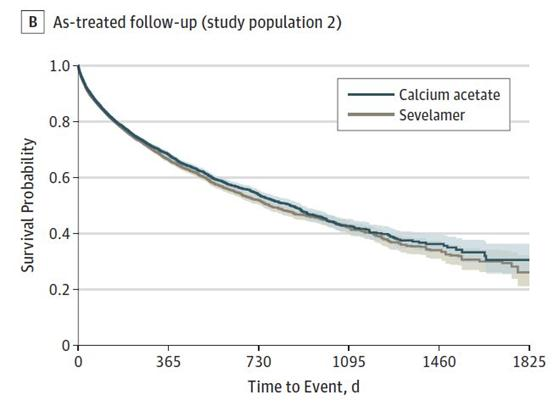 B As-treated follow-up (study population 2)
1.0
Calcium acetate
Sevelamer
0.8
0.6
0.4
0.2
0
Survival Probability
0 365 730 1095 1460 1825
Time to Event, d